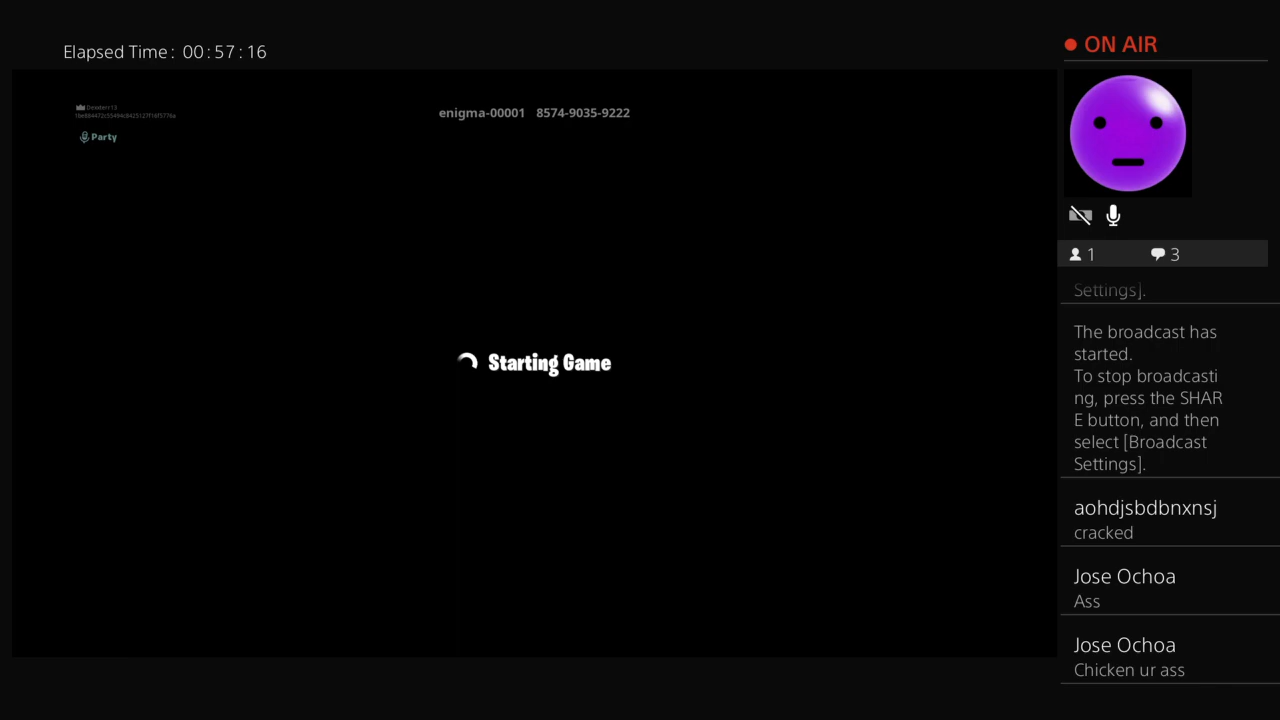 Elapsed Time: 00:57:16
ON AIR
Deederr13
enigma-00001 8574-9035-9222
Party
1
3
Settings].
The broadcast has
started.
To stop broadcasti
ng, press the SHAR
E button, and then
select [Broadcast
Settings].
Starting Game
aohdjsbdbnxnsj
cracked
Jose Ochoa
Ass
Jose Ochoa
Chicken ur ass